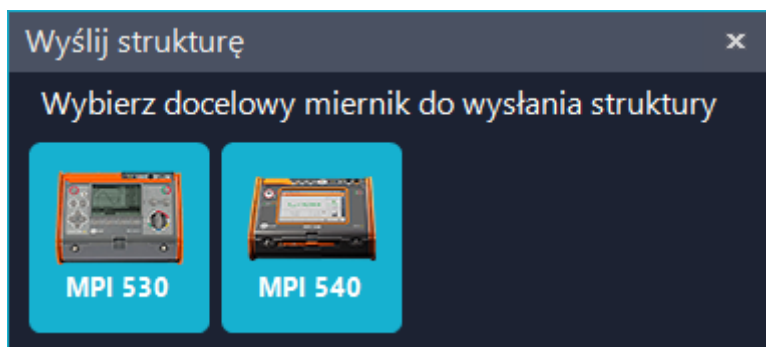 Wyślij strukturę
Wybierz docelowy miernik do wysłania struktury
MPI 530 MPI 540